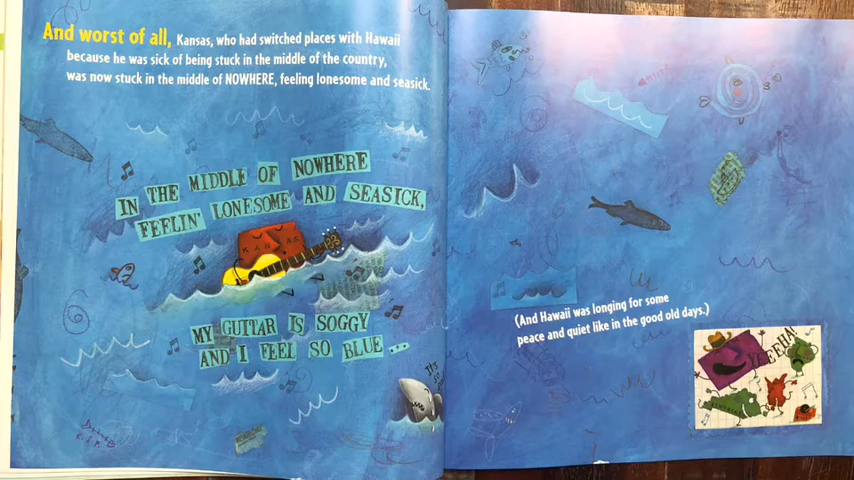 And worst of all, Kansas, who had switched places with Hawaii
because he was sick of being stuck in the middle of the country,
was now stuck in the middle of NOWHERE, feeling lonesome and seasick.
IN THE MIDDLE OF NOWHERE
FEELIN' LONESOME AND SEASICK,
KANSAS
MY GUITAR IS SOGGY
AND I FEEL SO BLUE...
(And Hawaii was longing for some
peace and quiet like in the good old days.)